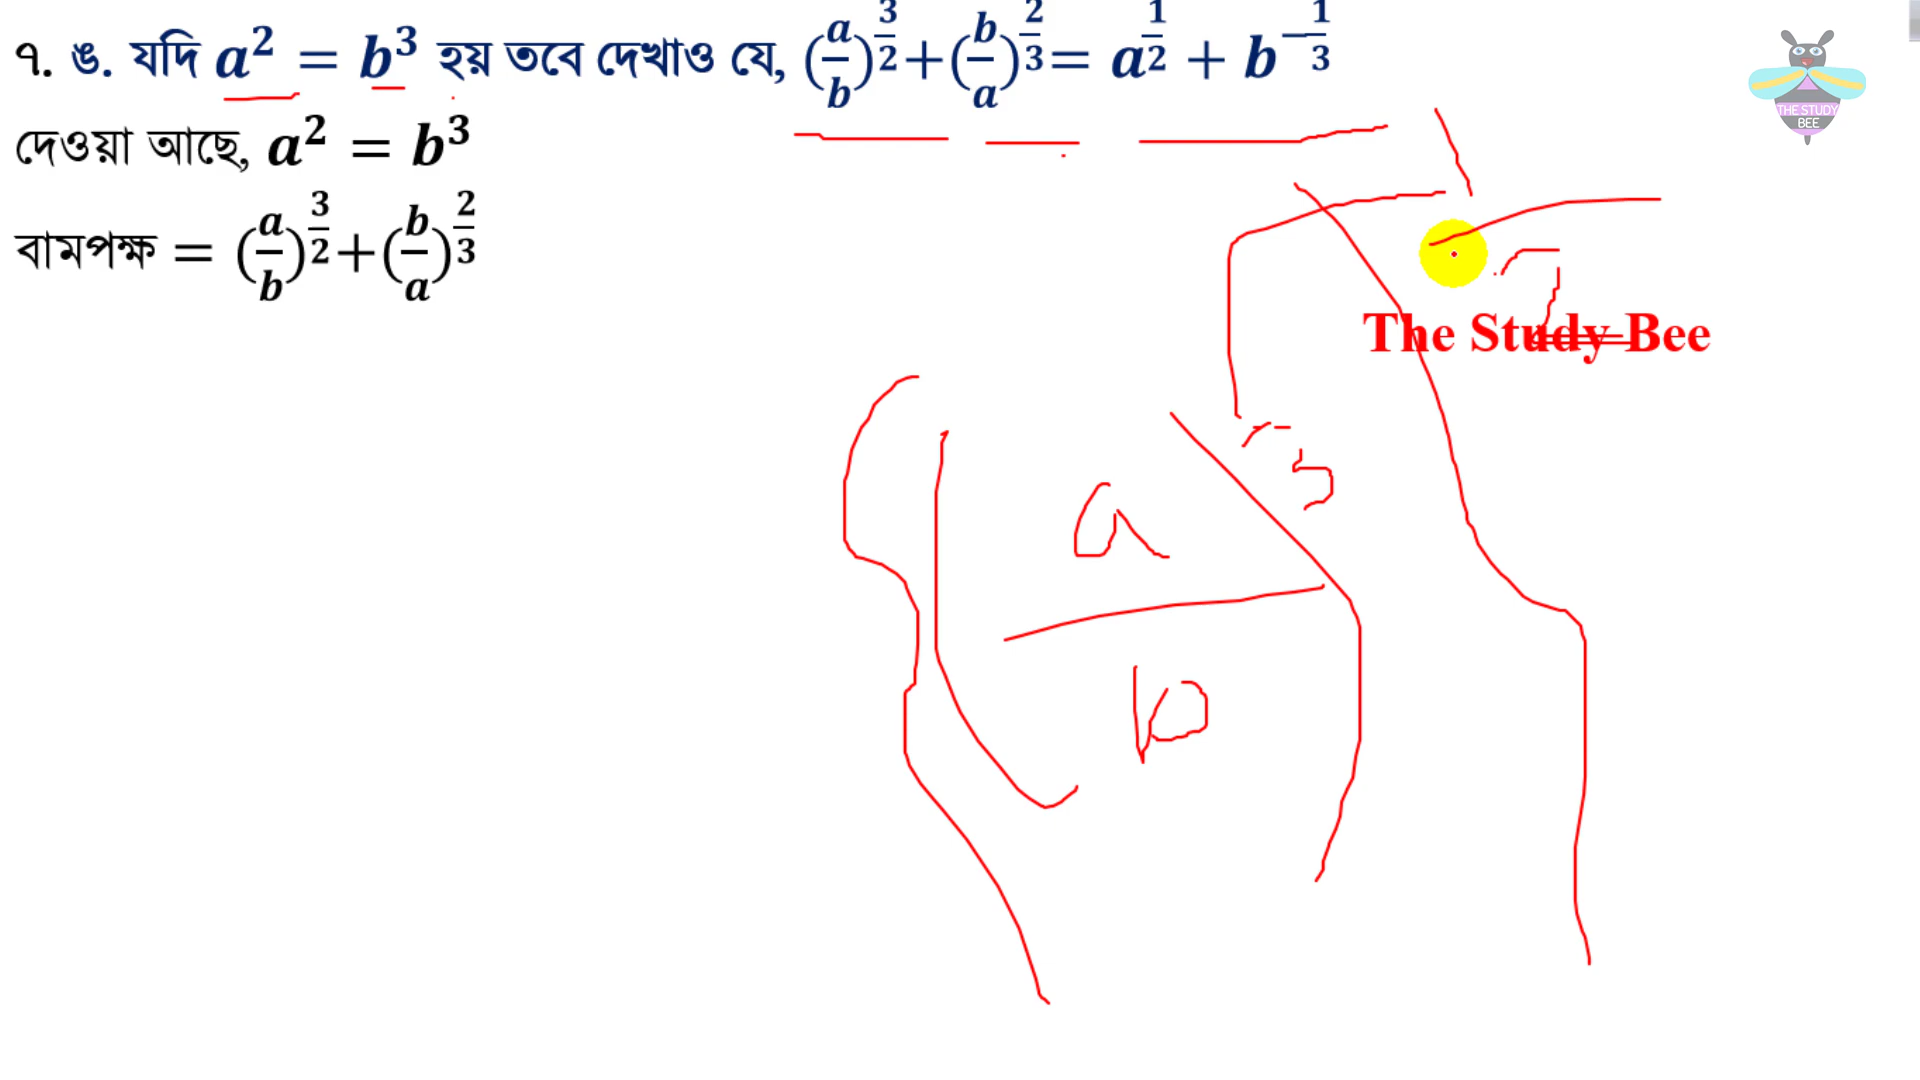 ৭. ঙ. যদি a² = b³ হয় তবে দেখাও যে, (a/b)^(3/2)+(b/a)^(2/3)= a^(1/2) + b^(−1/3)
দেওয়া আছে, a² = b³
বামপক্ষ = (a/b)^(3/2)+(b/a)^(2/3)
THE STUDY
BEE
The Study Bee
a
b